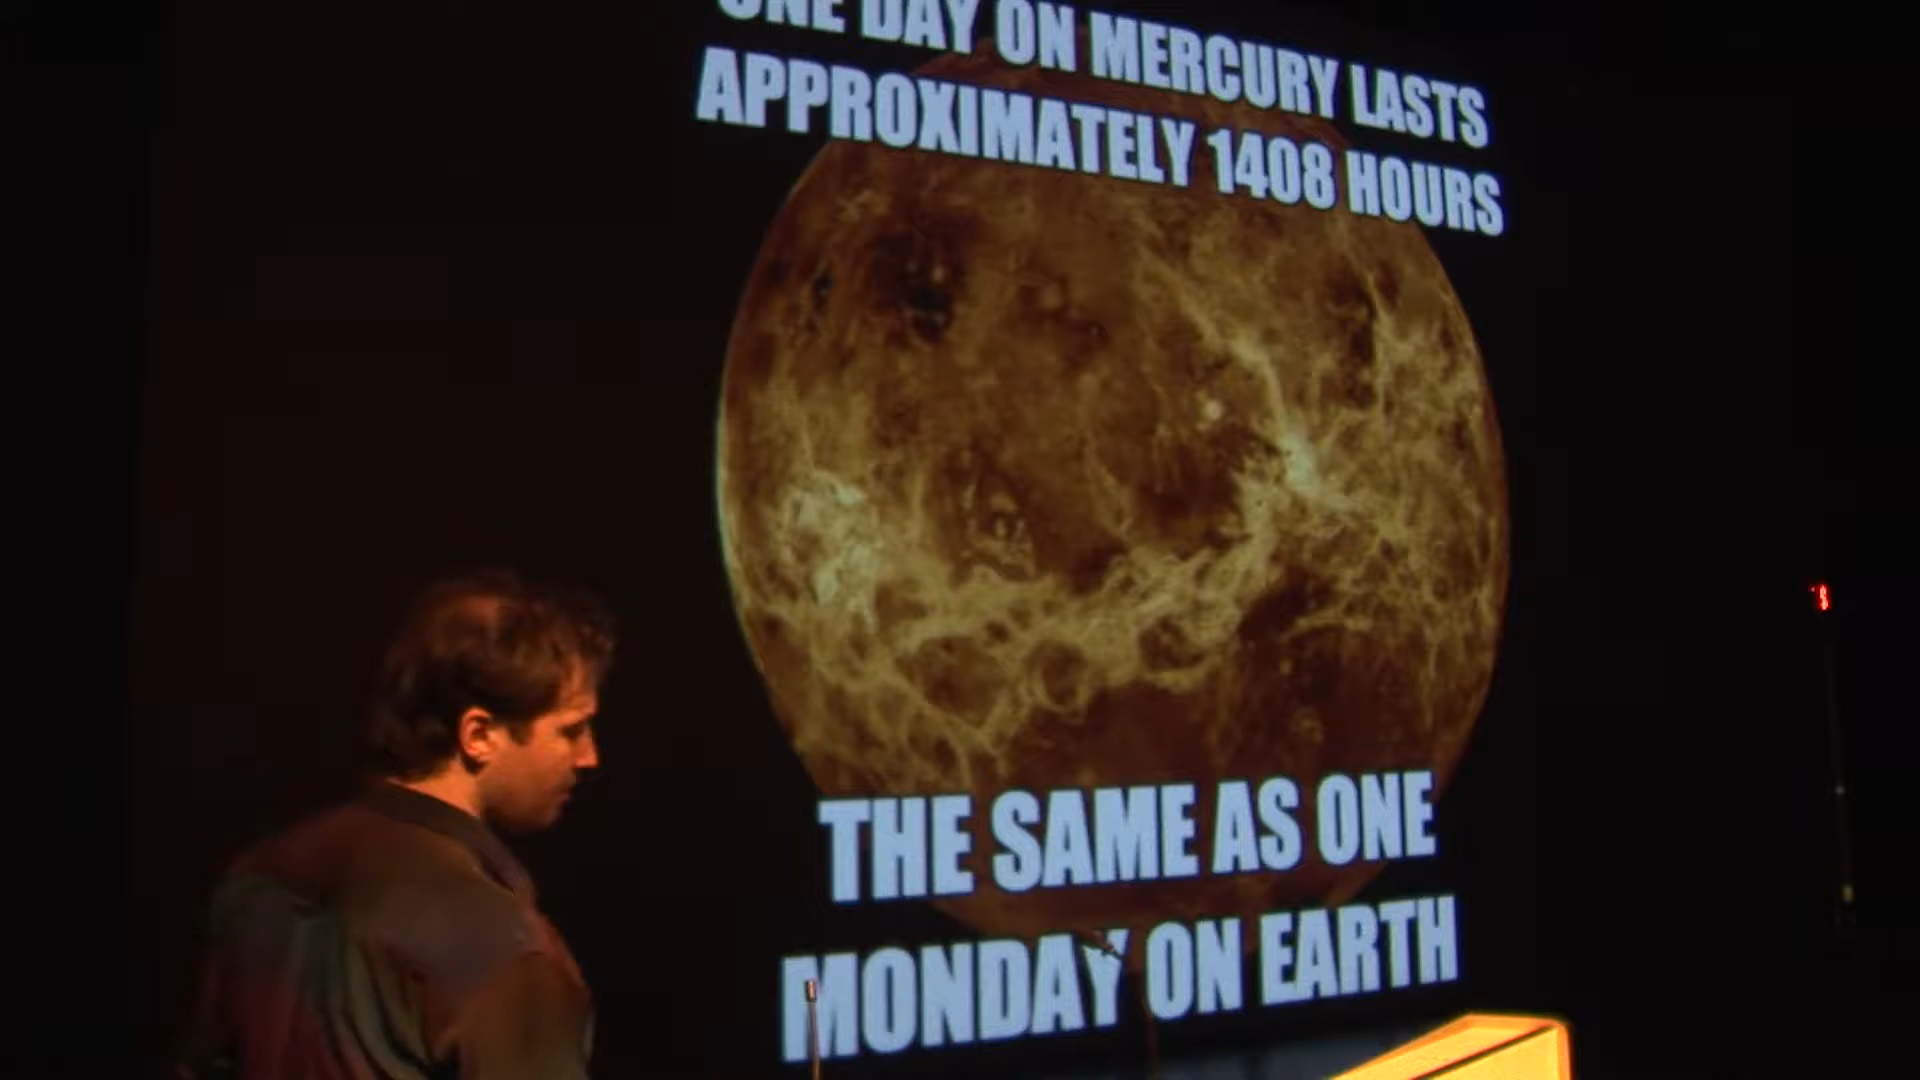 ONE DAY ON MERCURY LASTS
APPROXIMATELY 1408 HOURS
THE SAME AS ONE
MONDAY ON EARTH